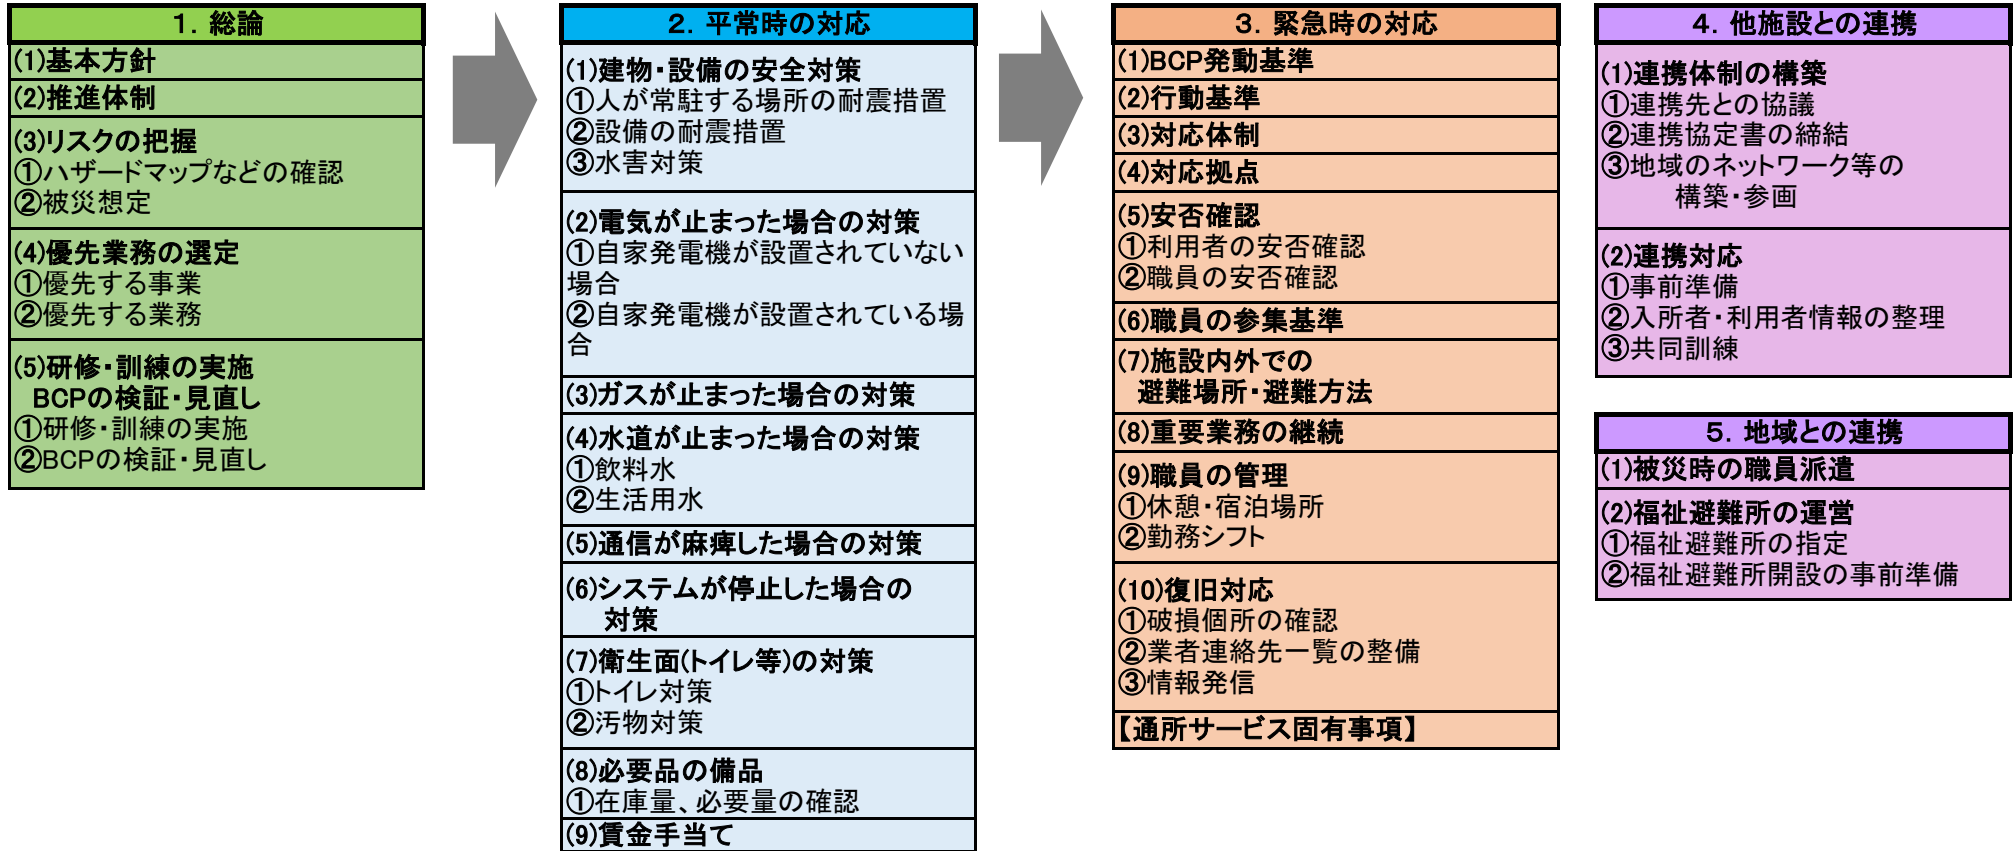 １．総論
(1)基本方針
(2)推進体制
(3)リスクの把握
①ハザードマップなどの確認
②被災想定
(4)優先業務の選定
①優先する事業
②優先する業務
(5)研修・訓練の実施
BCPの検証・見直し
①研修・訓練の実施
②BCPの検証・見直し
２．平常時の対応
(1)建物・設備の安全対策
①人が常駐する場所の耐震措置
②設備の耐震措置
③水害対策
(2)電気が止まった場合の対策
①自家発電機が設置されていない
場合
②自家発電機が設置されている場
合
(3)ガスが止まった場合の対策
(4)水道が止まった場合の対策
①飲料水
②生活用水
(5)通信が麻痺した場合の対策
(6)システムが停止した場合の
対策
(7)衛生面(トイレ等)の対策
①トイレ対策
②汚物対策
(8)必要品の備品
①在庫量、必要量の確認
(9)賃金手当て
３．緊急時の対応
(1)BCP発動基準
(2)行動基準
(3)対応体制
(4)対応拠点
(5)安否確認
①利用者の安否確認
②職員の安否確認
(6)職員の参集基準
(7)施設内外での
避難場所・避難方法
(8)重要業務の継続
(9)職員の管理
①休憩・宿泊場所
②勤務シフト
(10)復旧対応
①破損個所の確認
②業者連絡先一覧の整備
③情報発信
【通所サービス固有事項】
４．他施設との連携
(1)連携体制の構築
①連携先との協議
②連携協定書の締結
③地域のネットワーク等の
構築・参画
(2)連携対応
①事前準備
②入所者・利用者情報の整理
③共同訓練
５．地域との連携
(1)被災時の職員派遣
(2)福祉避難所の運営
①福祉避難所の指定
②福祉避難所開設の事前準備